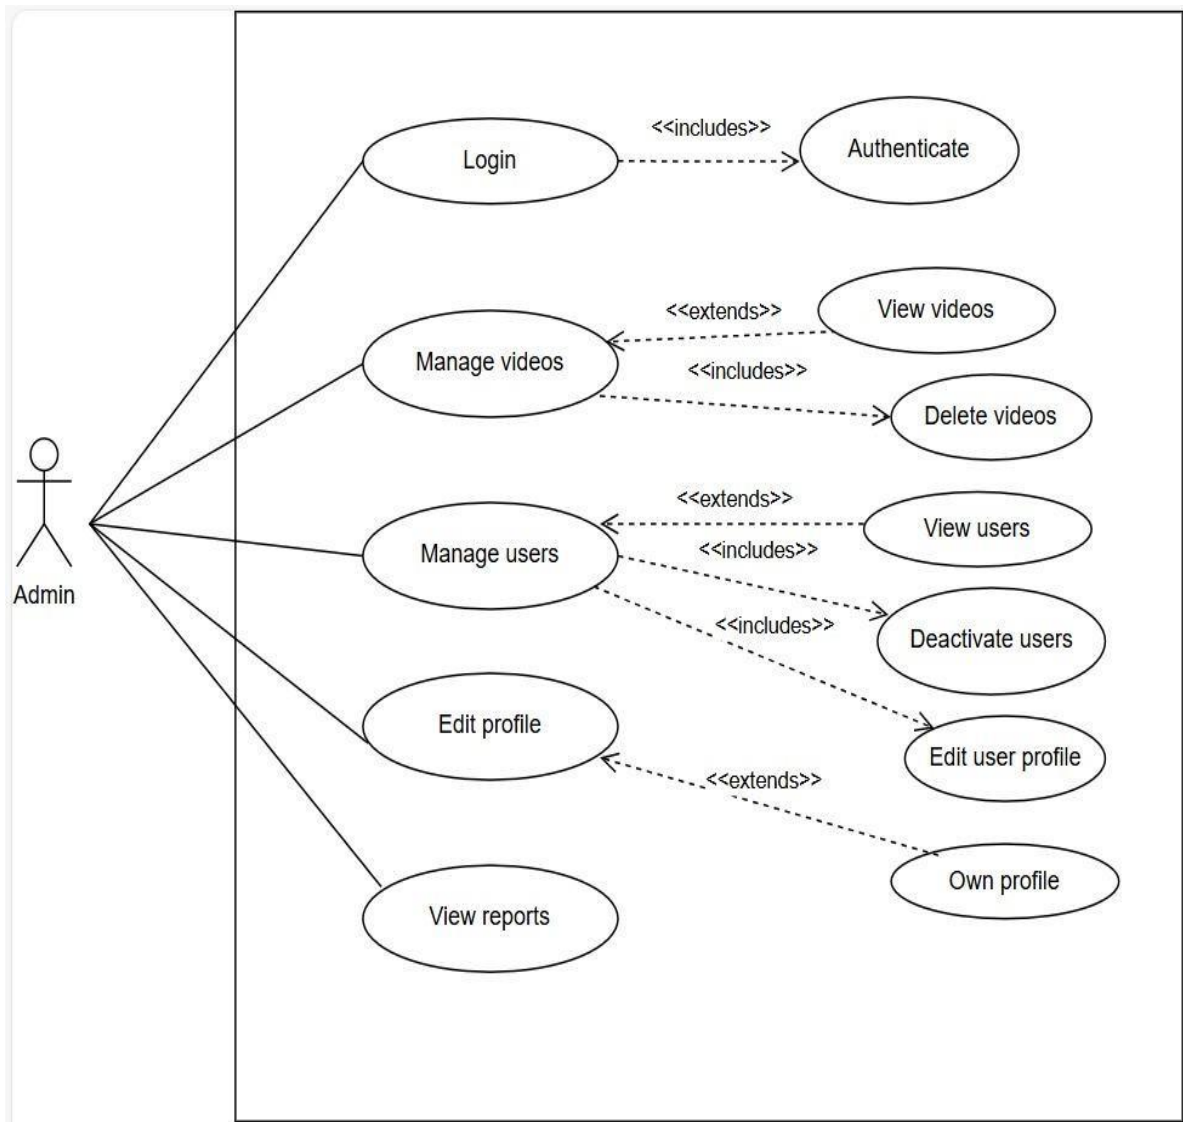 <<includes>>
Login
Authenticate
<<extends>>
View videos
Manage videos
<<includes>>
Delete videos
<<extends>>
View users
Manage users
<<includes>>
Deactivate users
<<includes>>
Admin
Edit profile
Edit user profile
<<extends>>
Own profile
View reports